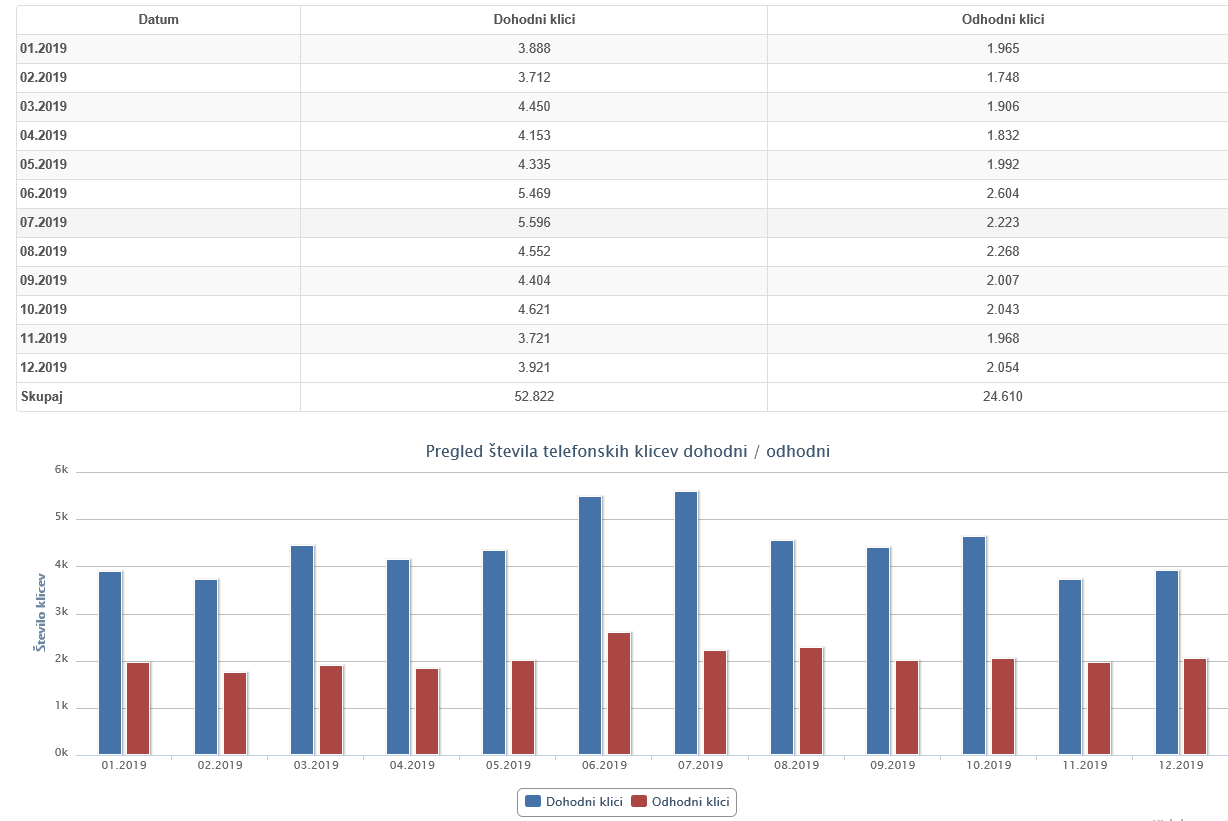 Datum Dohodni klici Odhodni klici
01.2019 3.888 1.965
02.2019 3.712 1.748
03.2019 4.450 1.906
04.2019 4.153 1.832
05.2019 4.335 1.992
06.2019 5.469 2.604
07.2019 5.596 2.223
08.2019 4.552 2.268
09.2019 4.404 2.007
10.2019 4.621 2.043
11.2019 3.721 1.968
12.2019 3.921 2.054
Skupaj 52.822 24.610
Pregled števila telefonskih klicev dohodni / odhodni
Število klicev
6k
5k
4k
3k
2k
1k
0k
01.2019 02.2019 03.2019 04.2019 05.2019 06.2019 07.2019 08.2019 09.2019 10.2019 11.2019 12.2019
Dohodni klici Odhodni klici